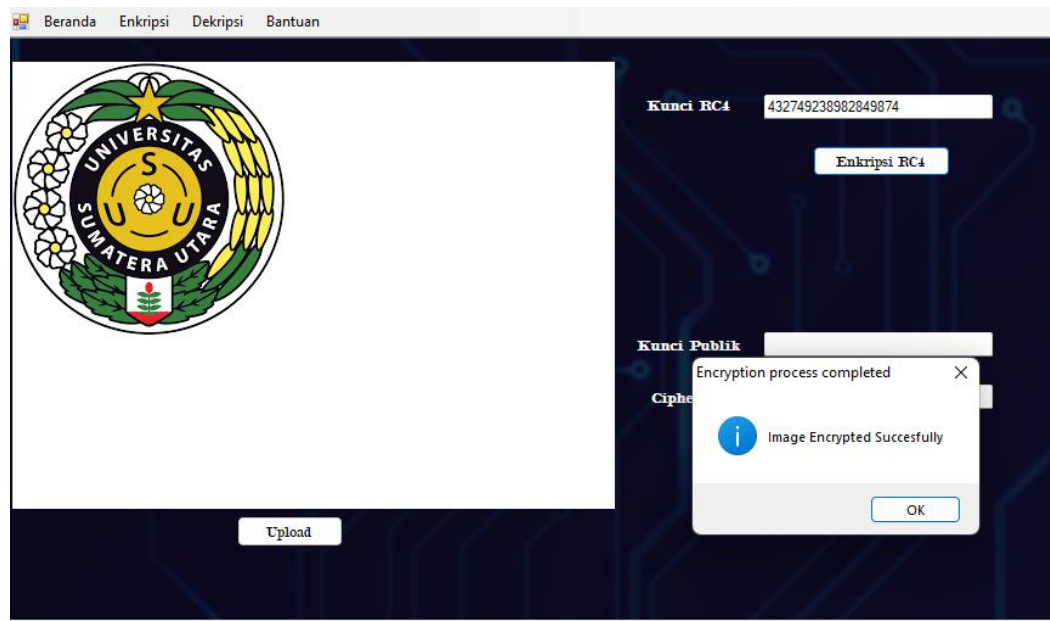 Beranda Enkripsi Dekripsi Bantuan
UNIVERSITAS
SUMATERA UTARA
S
U U
Kunci RC4 432749238982849874
Enkripsi RC4
Kunci Publik
Encryption process completed
Image Encrypted Succesfully
OK
Upload